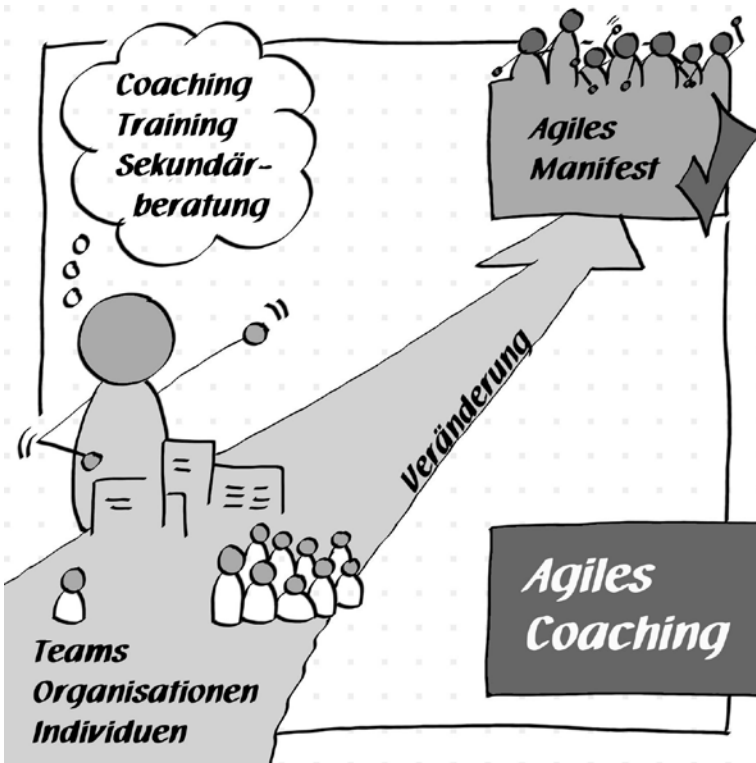 Coaching
Training
Sekundär-
beratung
Agiles
Manifest
Veränderung
Teams
Organisationen
Individuen
Agiles
Coaching